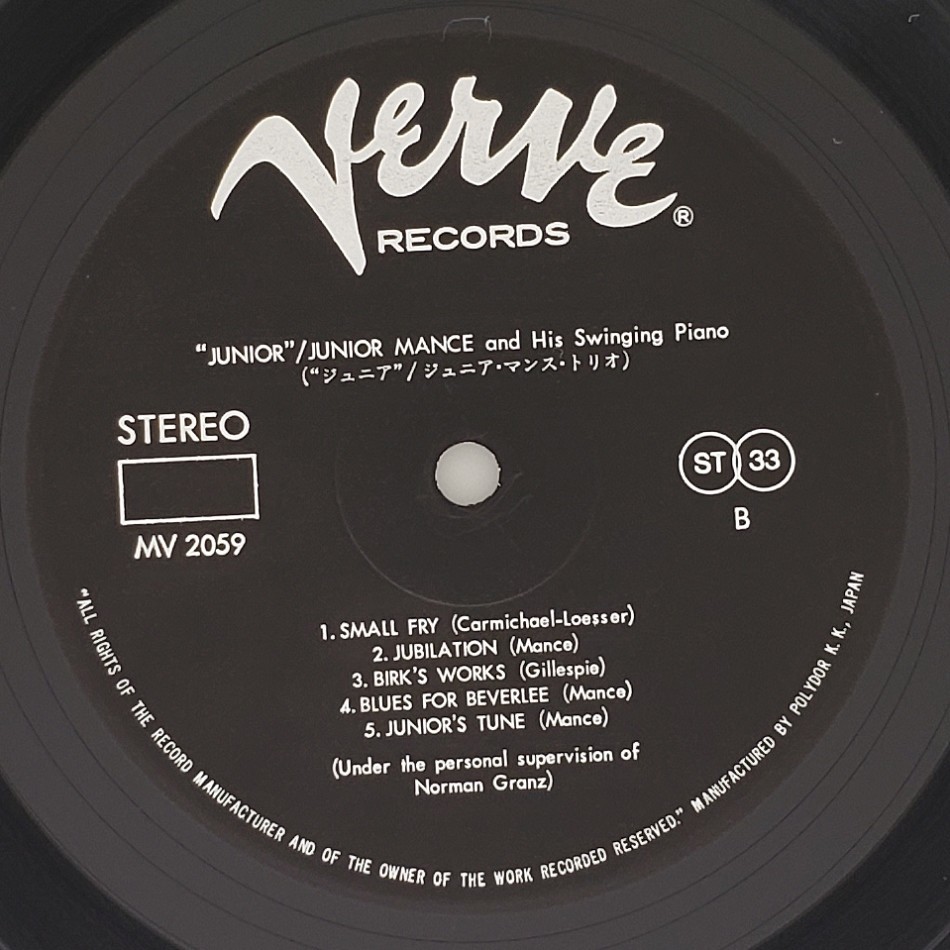 Verve
RECORDS ®
“JUNIOR”/JUNIOR MANCE and His Swinging Piano
(“ジュニア”/ジュニア・マンス・トリオ)
STEREO
MV 2059
ST 33
B
1. SMALL FRY (Carmichael-Loesser)
2. JUBILATION (Mance)
3. BIRK'S WORKS (Gillespie)
4. BLUES FOR BEVERLEE (Mance)
5. JUNIOR'S TUNE (Mance)
(Under the personal supervision of
Norman Granz)
“ALL RIGHTS OF THE RECORD MANUFACTURER AND OF THE OWNER OF THE WORK RECORDED RESERVED.” MANUFACTURED BY POLYDOR K. K., JAPAN